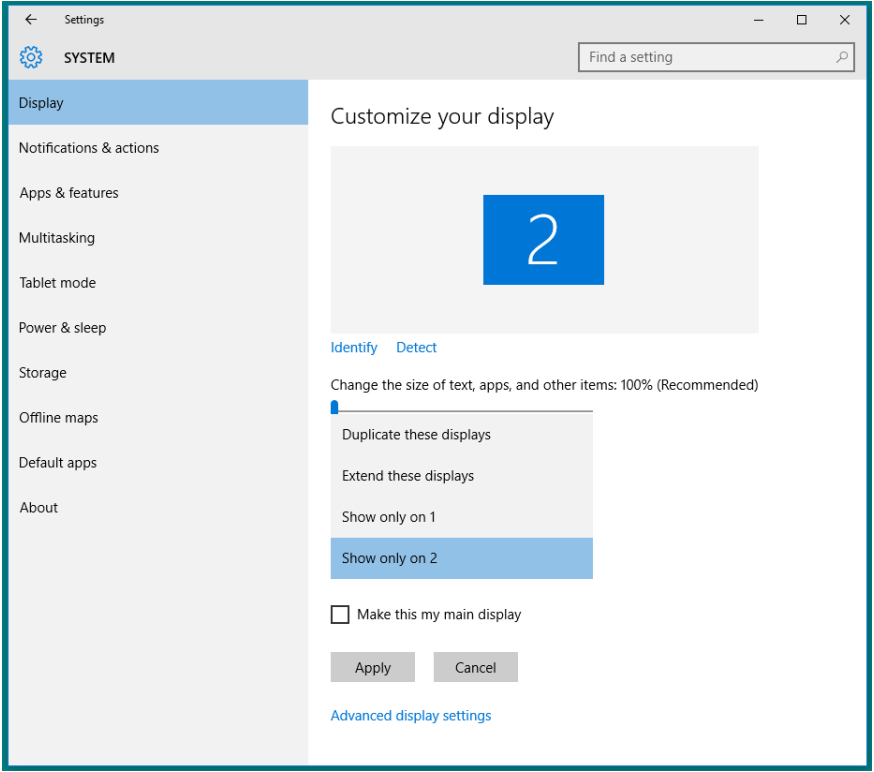 Settings
SYSTEM
Find a setting
Display
Notifications & actions
Apps & features
Multitasking
Tablet mode
Power & sleep
Storage
Offline maps
Default apps
About
Customize your display
2
Identify Detect
Change the size of text, apps, and other items: 100% (Recommended)
Duplicate these displays
Extend these displays
Show only on 1
Show only on 2
Make this my main display
Apply Cancel
Advanced display settings